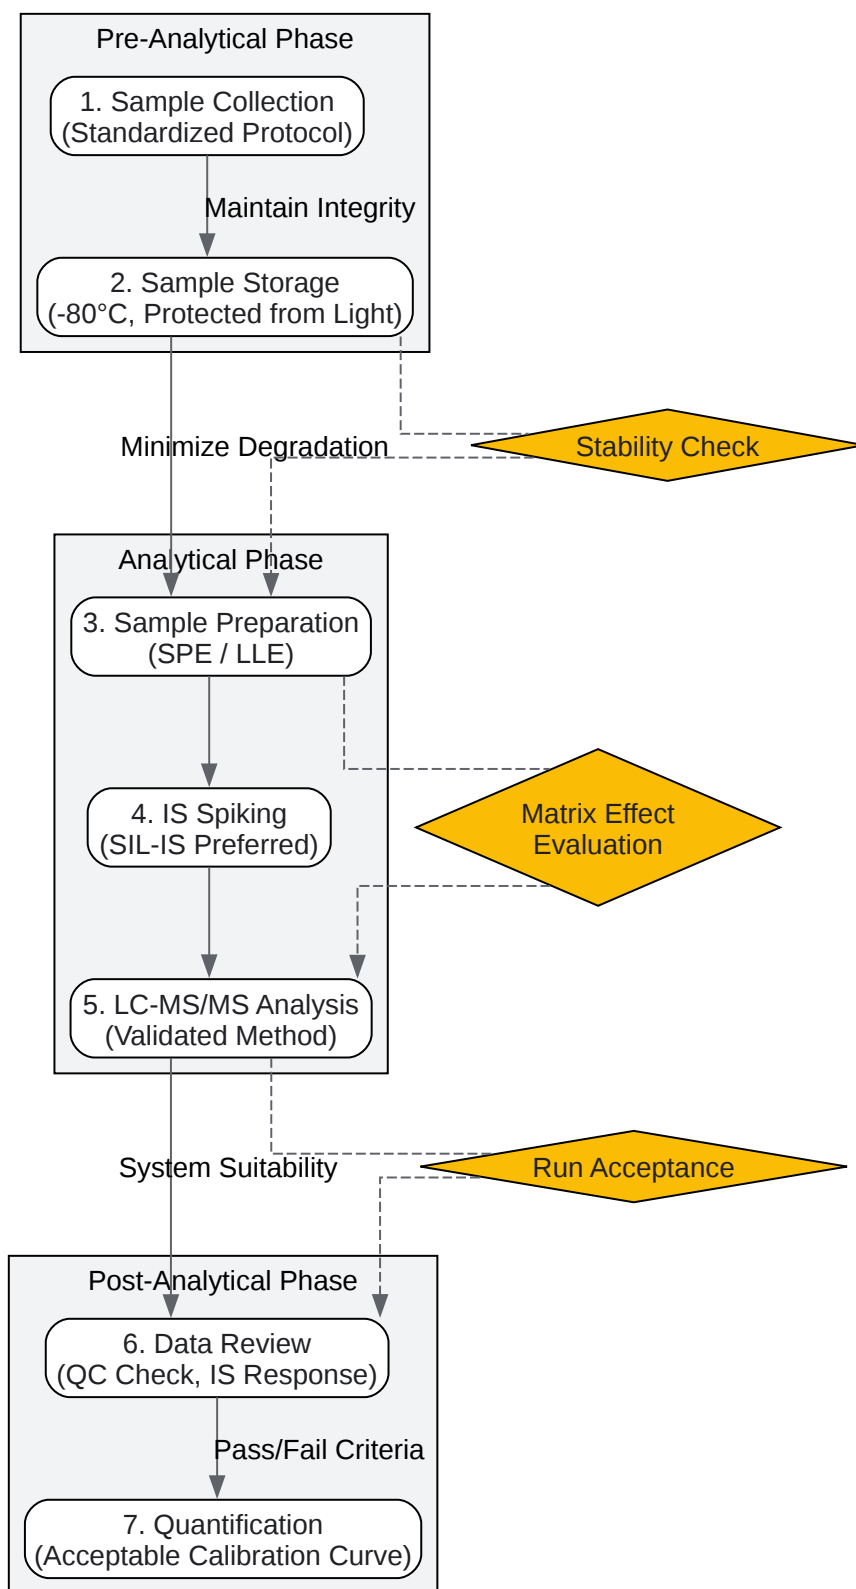 Pre-Analytical Phase
1. Sample Collection
(Standardized Protocol)
Maintain Integrity
2. Sample Storage
(-80°C, Protected from Light)
Minimize Degradation
Stability Check
Analytical Phase
3. Sample Preparation
(SPE / LLE)
4. IS Spiking
(SIL-IS Preferred)
Matrix Effect
Evaluation
5. LC-MS/MS Analysis
(Validated Method)
System Suitability
Run Acceptance
Post-Analytical Phase
6. Data Review
(QC Check, IS Response)
Pass/Fail Criteria
7. Quantification
(Acceptable Calibration Curve)